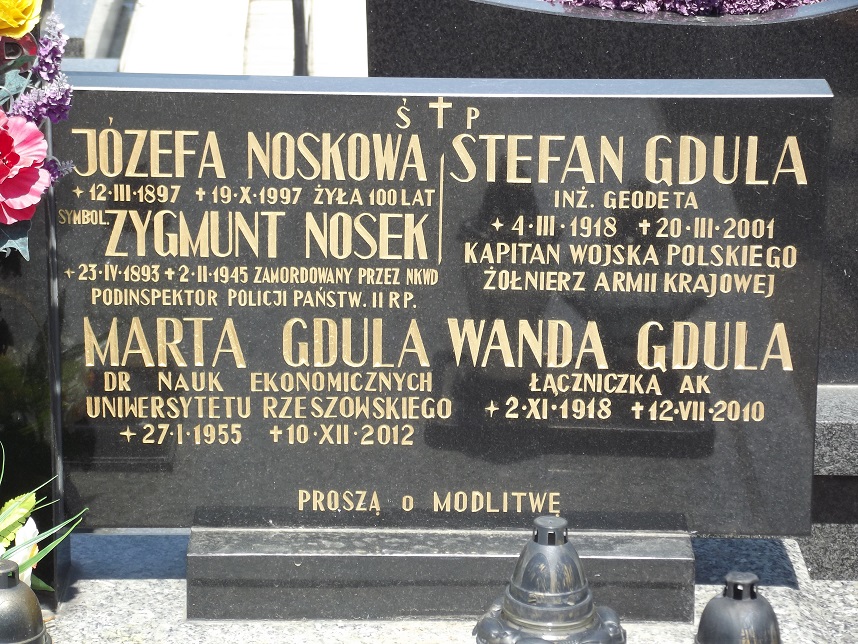 Ś P
JÓZEFA NOSKOWA
12·III·1897 19·X·1997 ŻYŁA 100 LAT
SYMBOL. ZYGMUNT NOSEK
23·IV·1893 2·II·1945 ZAMORDOWANY PRZEZ NKWD
PODINSPEKTOR POLICJI PAŃSTW. II RP.
STEFAN GDULA
INŻ. GEODETA
4·III·1918 20·III·2001
KAPITAN WOJSKA POLSKIEGO
ŻOŁNIERZ ARMII KRAJOWEJ
MARTA GDULA
DR NAUK EKONOMICZNYCH
UNIWERSYTETU RZESZOWSKIEGO
27·I·1955 10·XII·2012
WANDA GDULA
ŁĄCZNICZKA AK
2·XI·1918 12·VII·2010
PROSZĄ O MODLITWĘ